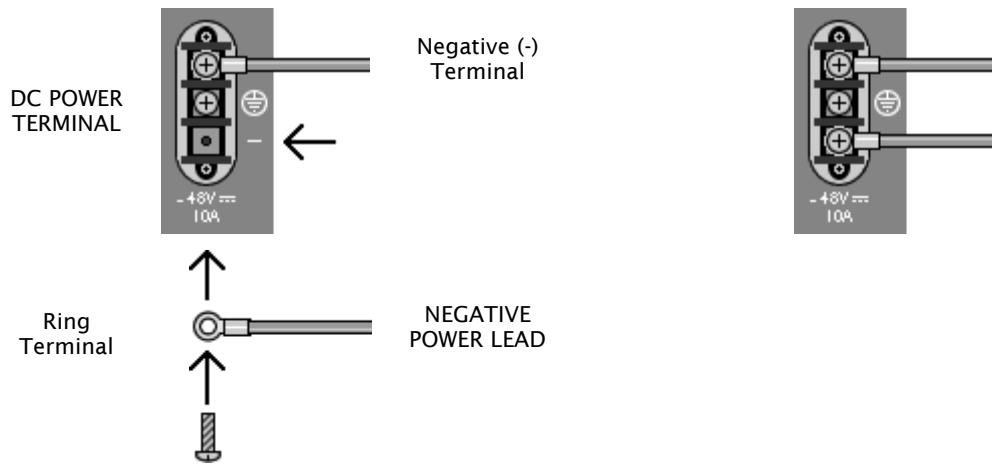 Negative (-)
Terminal
DC POWER
TERMINAL
–
- 48V
10A
- 48V
10A
Ring
Terminal
NEGATIVE
POWER LEAD